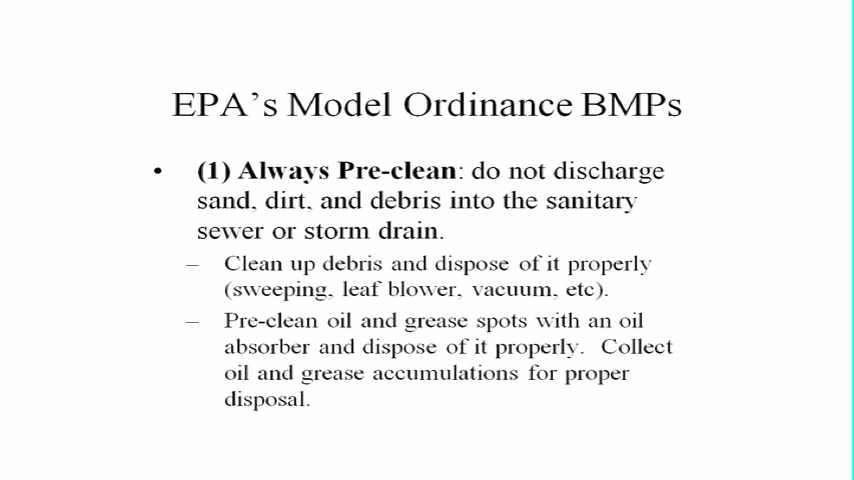 EPA's Model Ordinance BMPs
• (1) Always Pre-clean: do not discharge
sand, dirt, and debris into the sanitary
sewer or storm drain.
– Clean up debris and dispose of it properly
(sweeping, leaf blower, vacuum, etc).
– Pre-clean oil and grease spots with an oil
absorber and dispose of it properly. Collect
oil and grease accumulations for proper
disposal.